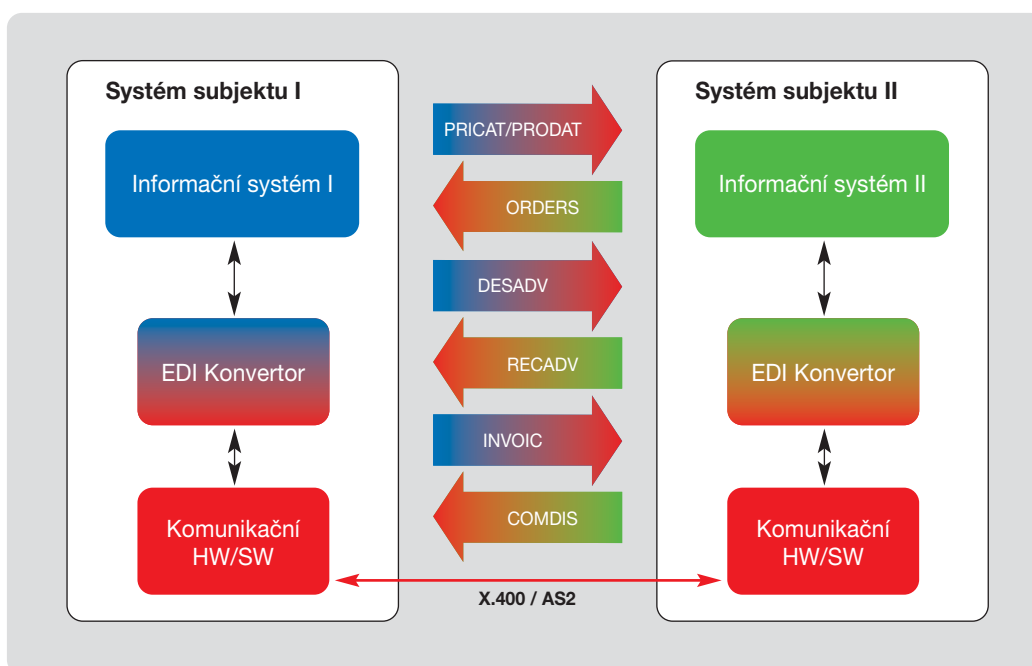 Systém subjektu I
Informační systém I
EDI Konvertor
Komunikační
HW/SW
PRICAT/PRODAT
ORDERS
DESADV
RECADV
INVOIC
COMDIS
X.400 / AS2
Systém subjektu II
Informační systém II
EDI Konvertor
Komunikační
HW/SW